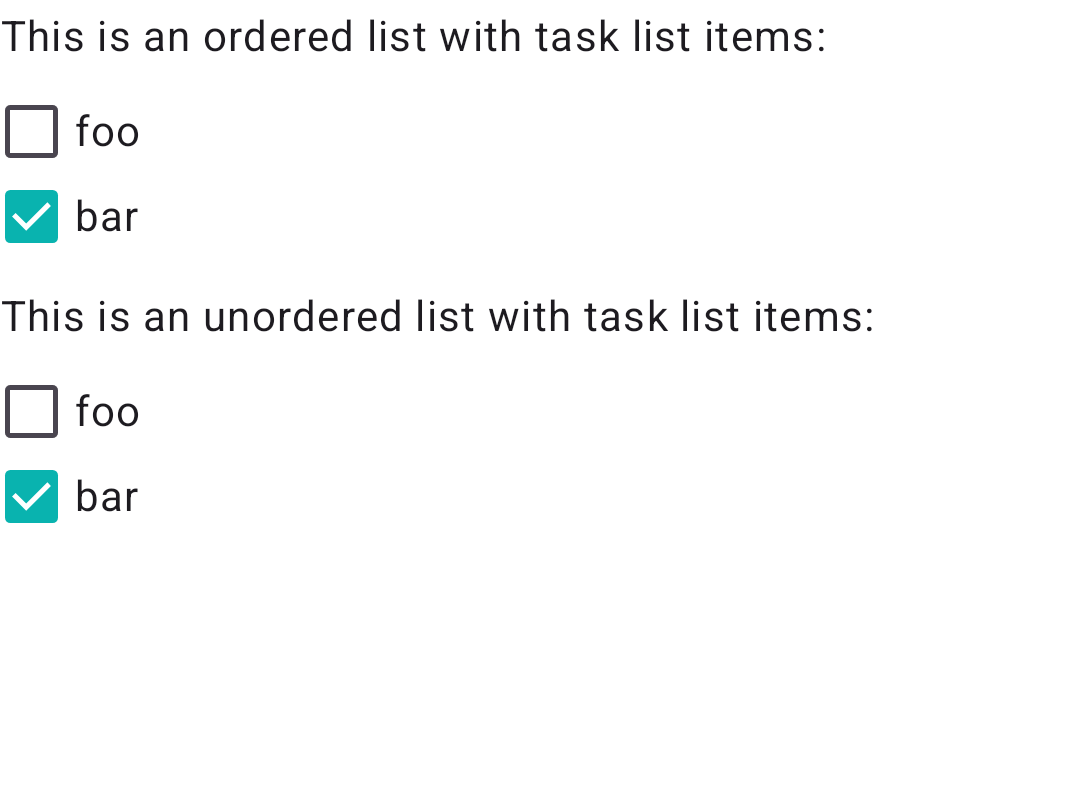 This is an ordered list with task list items:
foo
bar
This is an unordered list with task list items:
foo
bar